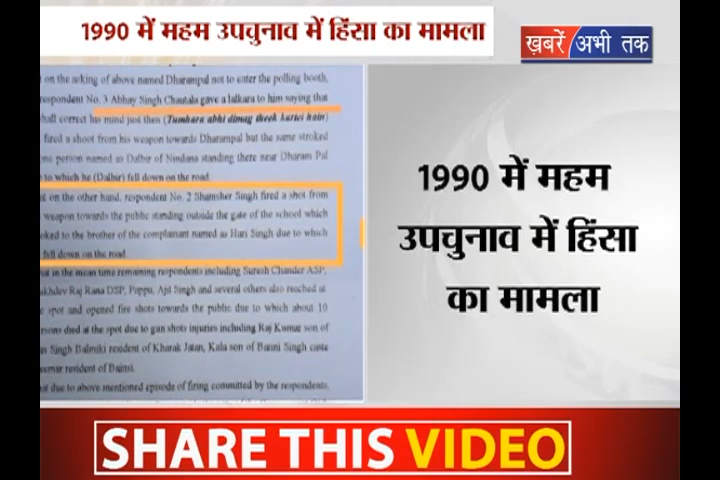 1990 में महम उपचुनाव में हिंसा का मामला
ख़बरें अभी तक
on the asking of above named Dharampal not to enter the polling booth,
respondent No. 3 Abhay Singh Chautala gave a lalkara to him saying that
hall correct his mind just then (Tumhara abhi dimag theek kartei hain)
fired a shoot from his weapon towards Dharampal but the same stroked
one person named as Dalbir of Nindana standing there near Dharam Pal
to which he (Dalbir) fell down on the road.
t on the other hand, respondent No. 2 Shamsher Singh fired a shot from
weapon towards the public standing outside the gate of the school which
oked to the brother of the complainant named as Hari Singh due to which
fell down on the road
at in the mean time remaining respondents including Suresh Chander ASP,
ukhdev Raj Rana DSP, Pappu, Ajit Singh and several others also reached at
e spot and opened fire shots towards the public due to which about 10
ersons died at the spot due to gun shots injuries including Raj Kumar son of
n Singh Balmiki resident of Kharak Jatan, Kala son of Banni Singh caste
eemar resident of Bainsi.
at due to above mentioned episode of firing committed by the respondents,
1990 में महम
उपचुनाव में हिंसा
का मामला
SHARE THIS VIDEO